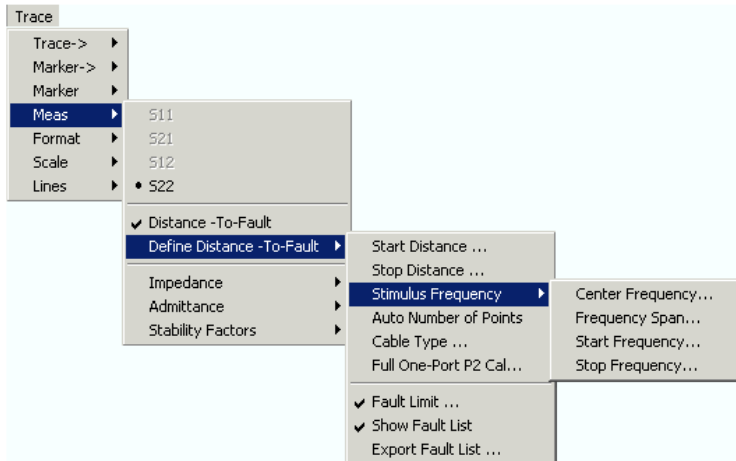 Trace
Trace->
Marker->
Marker
Meas
Format
Scale
Lines
S11
S21
S12
S22
Distance -To-Fault
Define Distance -To-Fault
Impedance
Admittance
Stability Factors
Start Distance ...
Stop Distance ...
Stimulus Frequency
Auto Number of Points
Cable Type ...
Full One-Port P2 Cal...
Fault Limit ...
Show Fault List
Export Fault List ...
Center Frequency...
Frequency Span...
Start Frequency...
Stop Frequency...